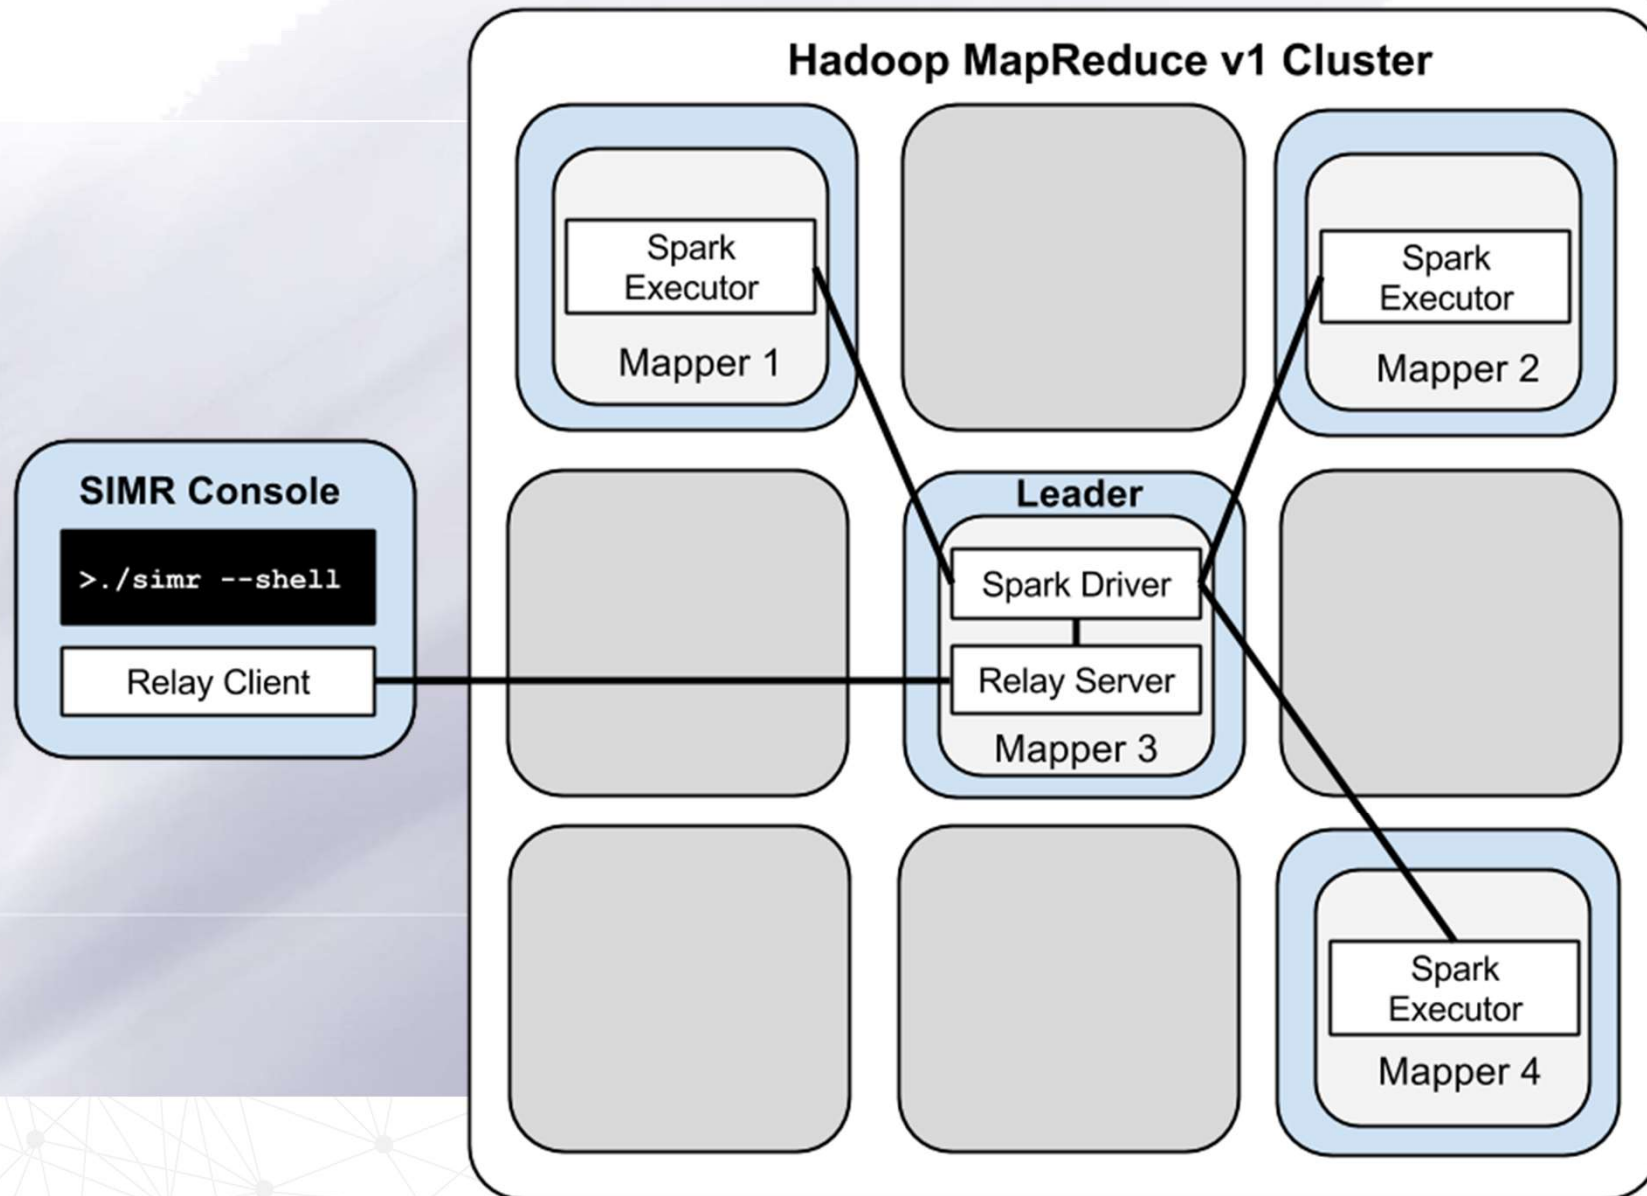 Hadoop MapReduce v1 Cluster
Spark
Executor
Mapper 1
Spark
Executor
Mapper 2
SIMR Console
>./simr --shell
Relay Client
Leader
Spark Driver
Relay Server
Mapper 3
Spark
Executor
Mapper 4